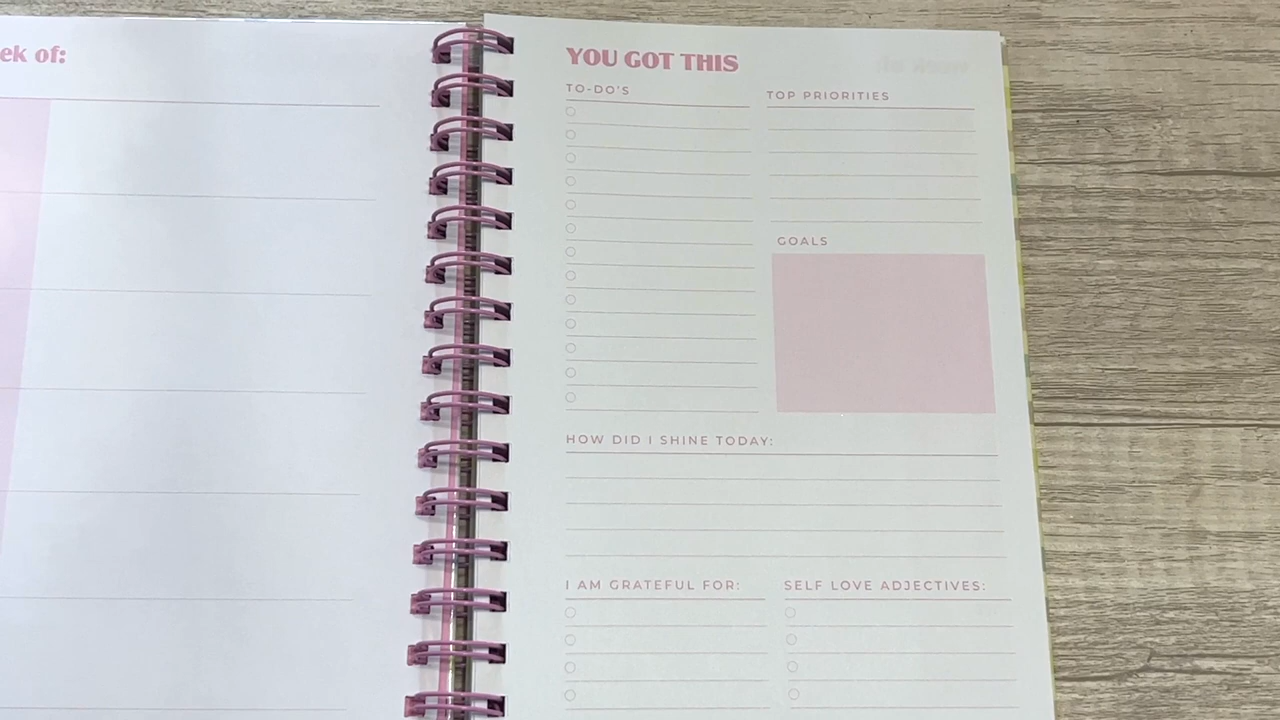 ek of:
YOU GOT THIS
TO-DO'S
TOP PRIORITIES
GOALS
HOW DID I SHINE TODAY:
I AM GRATEFUL FOR:
SELF LOVE ADJECTIVES: